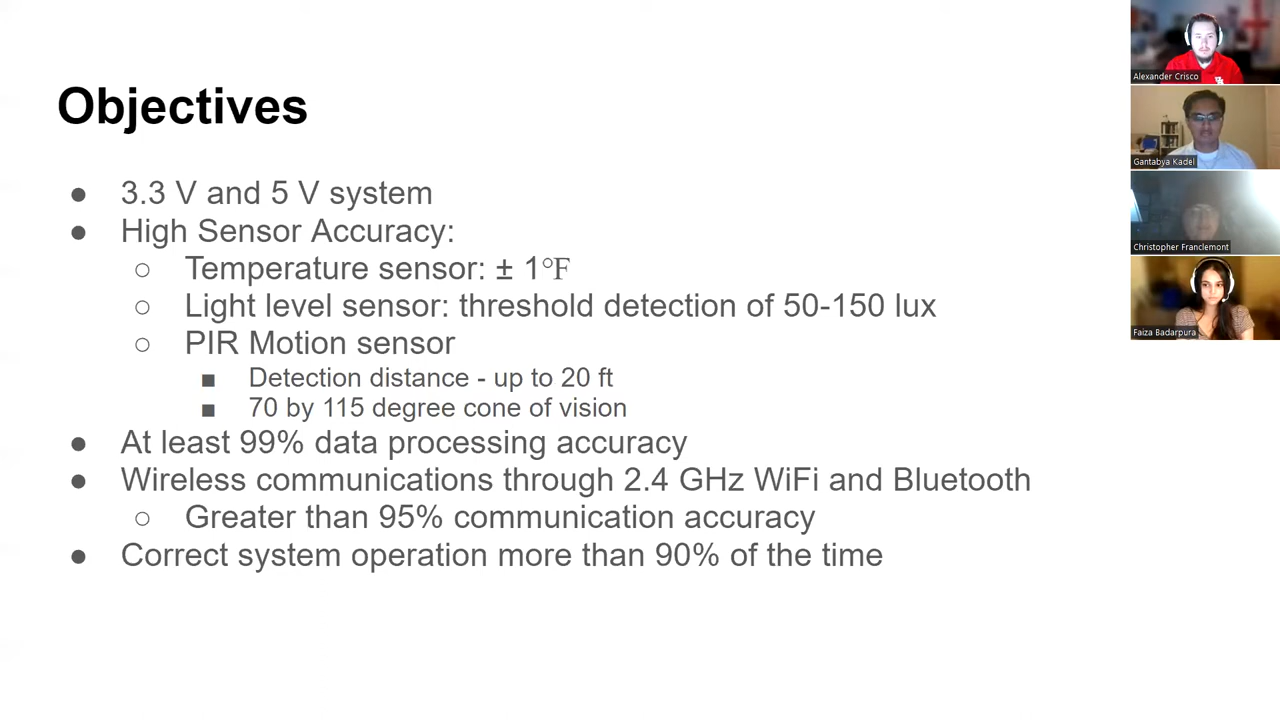 Objectives
● 3.3 V and 5 V system
● High Sensor Accuracy:
○ Temperature sensor: ± 1°F
○ Light level sensor: threshold detection of 50-150 lux
○ PIR Motion sensor
■ Detection distance - up to 20 ft
■ 70 by 115 degree cone of vision
● At least 99% data processing accuracy
● Wireless communications through 2.4 GHz WiFi and Bluetooth
○ Greater than 95% communication accuracy
● Correct system operation more than 90% of the time
Alexander Crisco
Gantabya Kadel
Christopher Franclemont
Faiza Badarpura